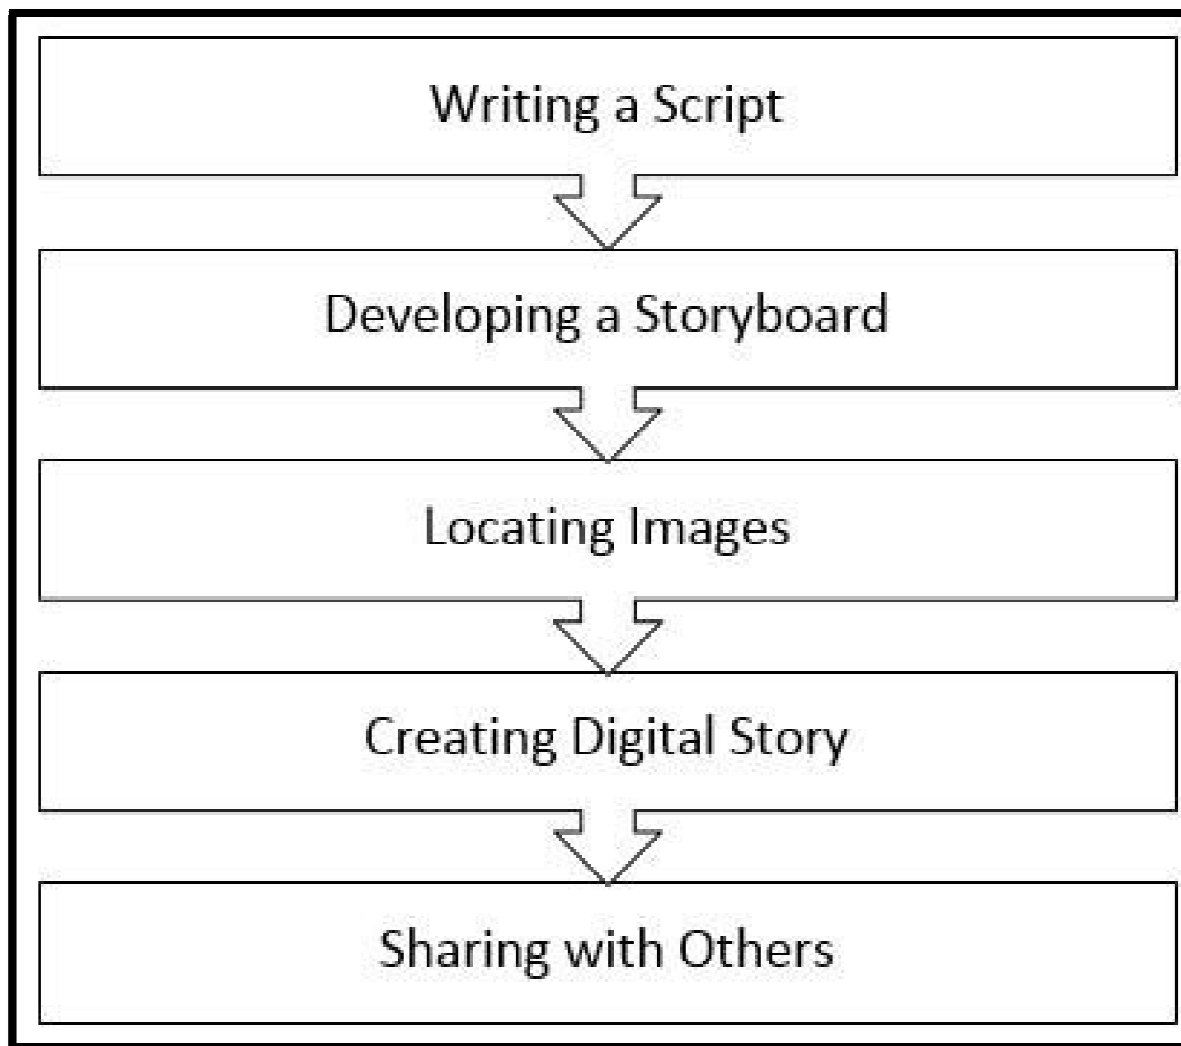 Writing a Script
Developing a Storyboard
Locating Images
Creating Digital Story
Sharing with Others